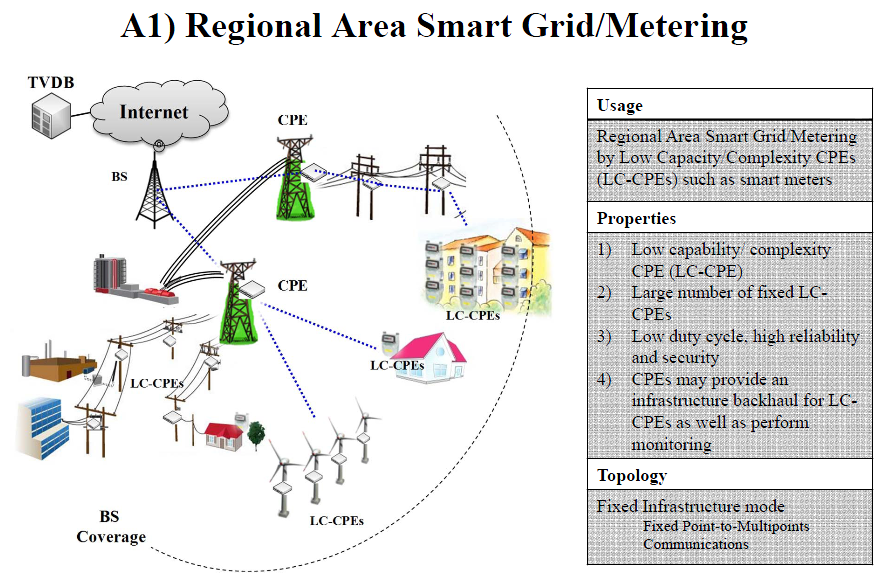 A1) Regional Area Smart Grid/Metering
TVDB
Internet
CPE
BS
CPE
LC-CPEs
LC-CPEs
LC-CPEs
LC-CPEs
BS
Coverage
Usage
Regional Area Smart Grid/Metering
by Low Capacity/Complexity CPEs
(LC-CPEs) such as smart meters
Properties
1) Low capability/ complexity
CPE (LC-CPE)
2) Large number of fixed LC-
CPEs
3) Low duty cycle, high reliability
and security
4) CPEs may provide an
infrastructure backhaul for LC-
CPEs as well as perform
monitoring
Topology
Fixed Infrastructure mode
Fixed Point-to-Multipoints
Communications